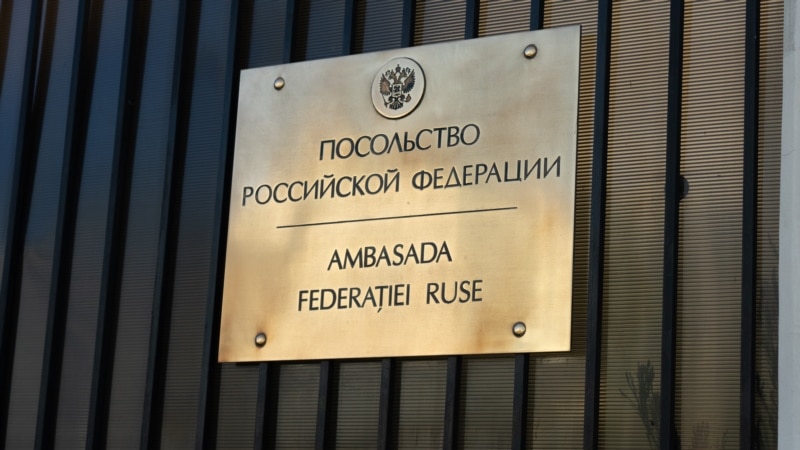 ПОСОЛЬСТВО
РОССИЙСКОЙ ФЕДЕРАЦИИ
AMBASADA
FEDERAȚIEI RUSE